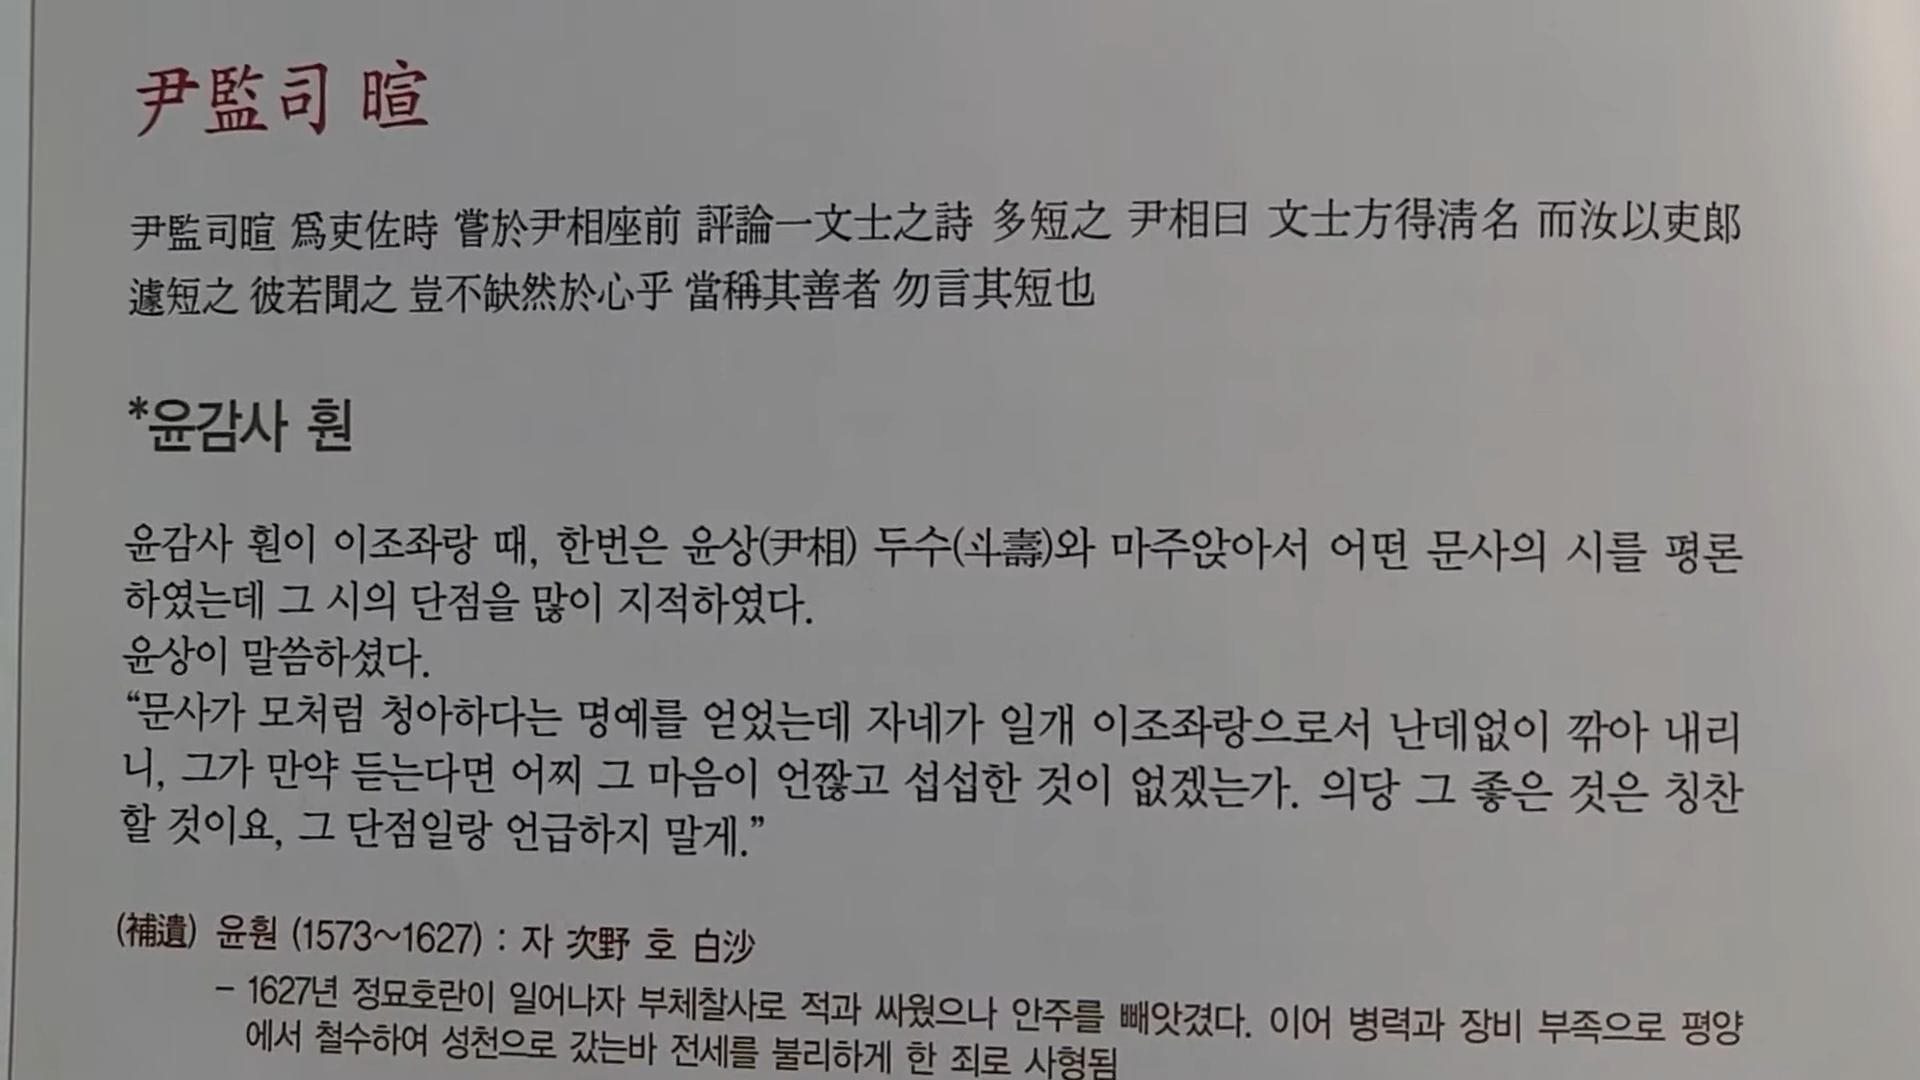 尹監司 暄
尹監司暄 爲吏佐時 嘗於尹相座前 評論一文士之詩 多短之 尹相曰 文士方得淸名 而汝以吏郞
遽短之 彼若聞之 豈不缺然於心乎 當稱其善者 勿言其短也
*윤감사 훤
윤감사 훤이 이조좌랑 때, 한번은 윤상(尹相) 두수(斗壽)와 마주앉아서 어떤 문사의 시를 평론
하였는데 그 시의 단점을 많이 지적하였다.
윤상이 말씀하셨다.
“문사가 모처럼 청아하다는 명예를 얻었는데 자네가 일개 이조좌랑으로서 난데없이 깎아 내리
니, 그가 만약 듣는다면 어찌 그 마음이 언짢고 섭섭한 것이 없겠는가. 의당 그 좋은 것은 칭찬
할 것이요, 그 단점일랑 언급하지 말게.”
(補遺) 윤훤 (1573~1627) : 자 次野 호 白沙
- 1627년 정묘호란이 일어나자 부체찰사로 적과 싸웠으나 안주를 빼앗겼다. 이어 병력과 장비 부족으로 평양
에서 철수하여 성천으로 갔는바 전세를 불리하게 한 죄로 사형됨